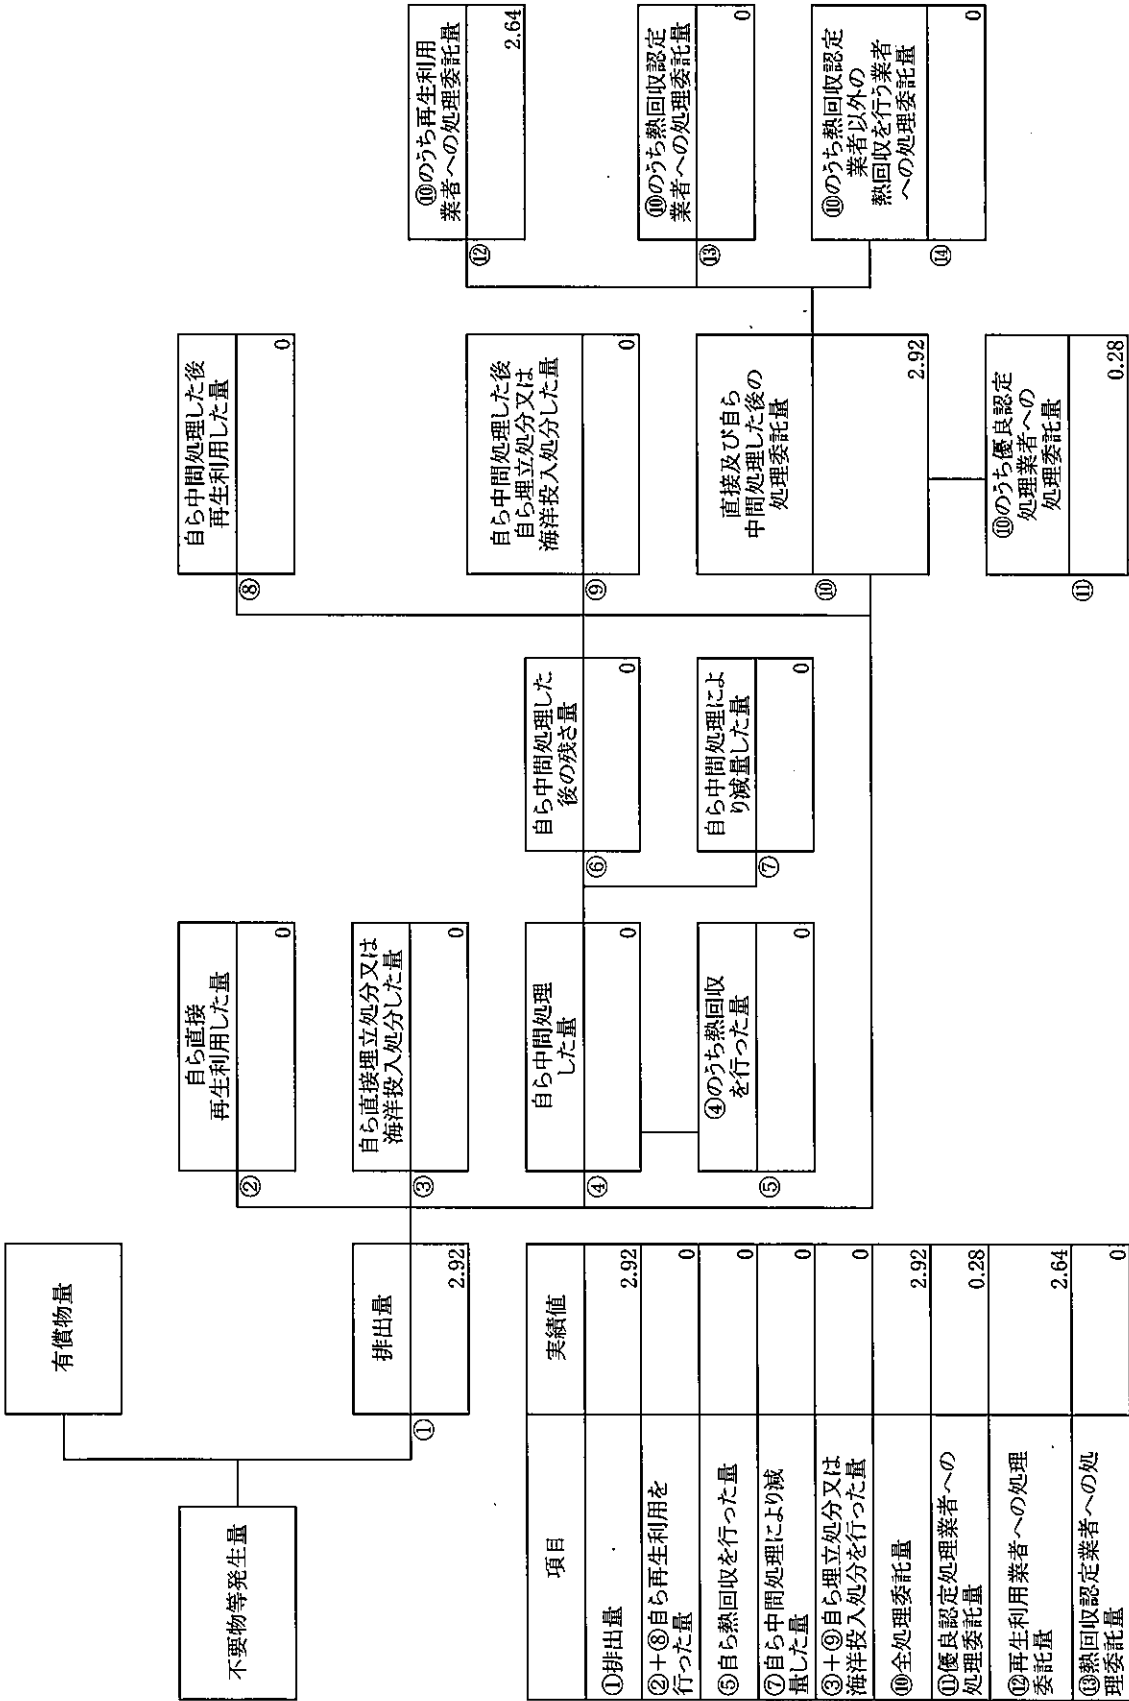 不要物等発生量
有償物量
排出量
①
2.92
自ら直接
再生利用した量
②
0
自ら直接埋立処分又は
海洋投入処分した量
③
0
自ら中間処理
した量
④
0
④のうち熱回収
を行った量
⑤
0
自ら中間処理した
後の残さ量
⑥
0
自ら中間処理によ
り減量した量
⑦
0
自ら中間処理した後
再生利用した量
⑧
0
自ら中間処理した後
自ら埋立処分又は
海洋投入処分した量
⑨
0
直接及び自ら
中間処理した後の
処理委託量
⑩
2.92
⑩のうち優良認定
処理業者への
処理委託量
⑪
0.28
⑩のうち再生利用
業者への処理委託量
⑫
2.64
⑩のうち熱回収認定
業者への処理委託量
⑬
0
⑩のうち熱回収認定
業者以外の
熱回収を行う業者
への処理委託量
⑭
0
項目 実績値
①排出量 2.92
②+⑧自ら再生利用を
行った量 0
⑤自ら熱回収を行った量 0
⑦自ら中間処理により減
量した量 0
③+⑨自ら埋立処分又は
海洋投入処分を行った量 0
⑩全処理委託量 2.92
⑪優良認定処理業者への
処理委託量 0.28
⑫再生利用業者への処理
委託量 2.64
⑬熱回収認定業者への処
理委託量 0